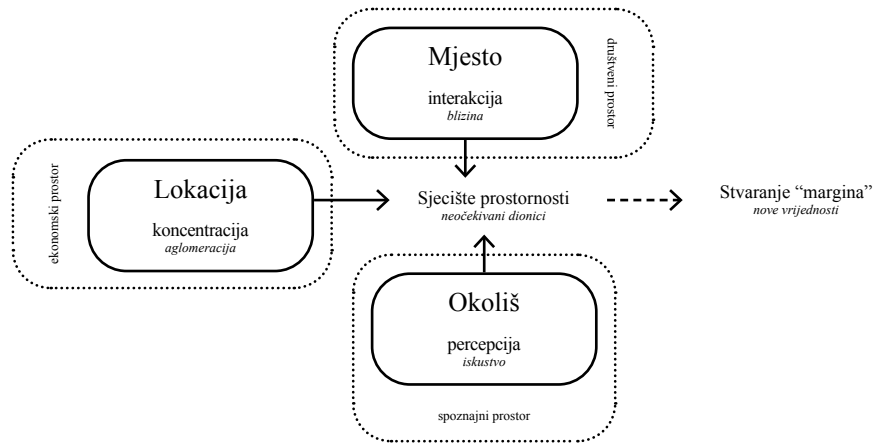 Mjesto
interakcija
blizina
društveni prostor
ekonomski prostor
Lokacija
koncentracija
aglomeracija
Sjecište prostornosti
neočekivani dionici
Stvaranje “margina”
nove vrijednosti
Okoliš
percepcija
iskustvo
spoznajni prostor